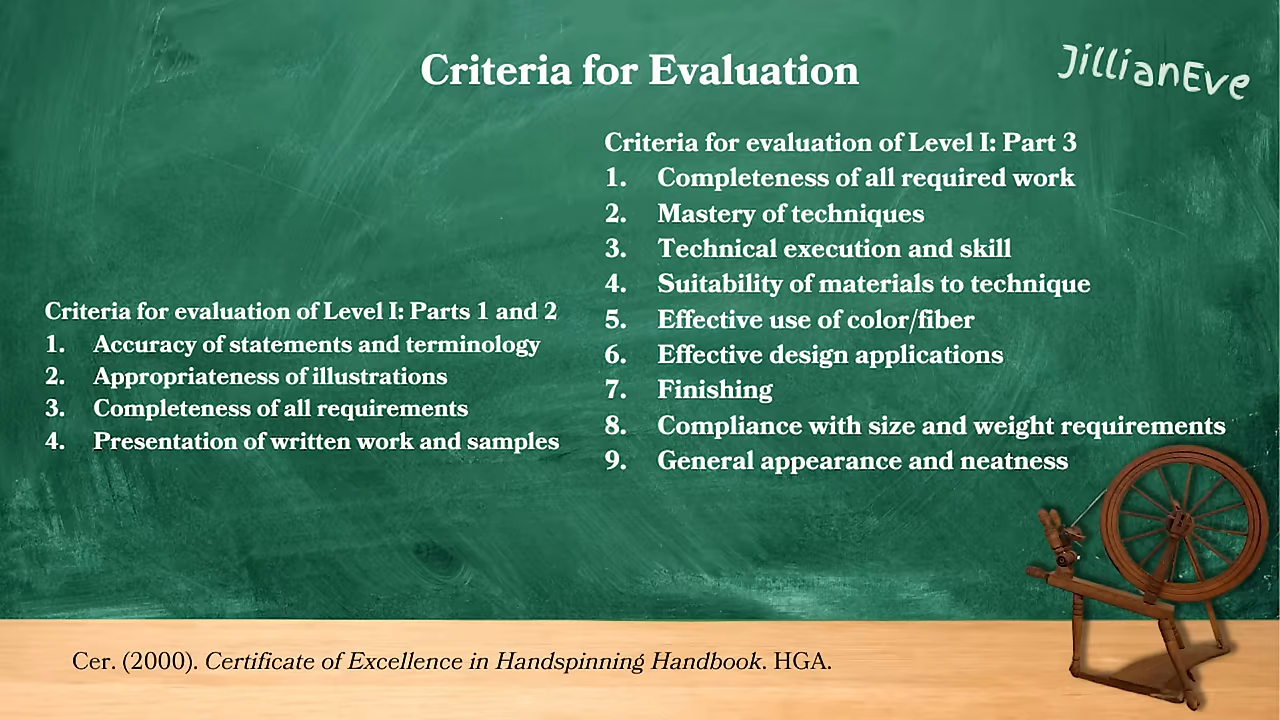 Criteria for Evaluation
JillianEve
Criteria for evaluation of Level I: Parts 1 and 2
1. Accuracy of statements and terminology
2. Appropriateness of illustrations
3. Completeness of all requirements
4. Presentation of written work and samples
Criteria for evaluation of Level I: Part 3
1. Completeness of all required work
2. Mastery of techniques
3. Technical execution and skill
4. Suitability of materials to technique
5. Effective use of color/fiber
6. Effective design applications
7. Finishing
8. Compliance with size and weight requirements
9. General appearance and neatness
Cer. (2000). Certificate of Excellence in Handspinning Handbook. HGA.